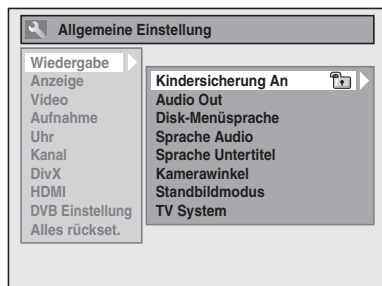 Allgemeine Einstellung
Wiedergabe
Anzeige
Video
Aufnahme
Uhr
Kanal
DivX
HDMI
DVB Einstellung
Alles rückset.
Kindersicherung An
Audio Out
Disk-Menüsprache
Sprache Audio
Sprache Untertitel
Kamerawinkel
Standbildmodus
TV System